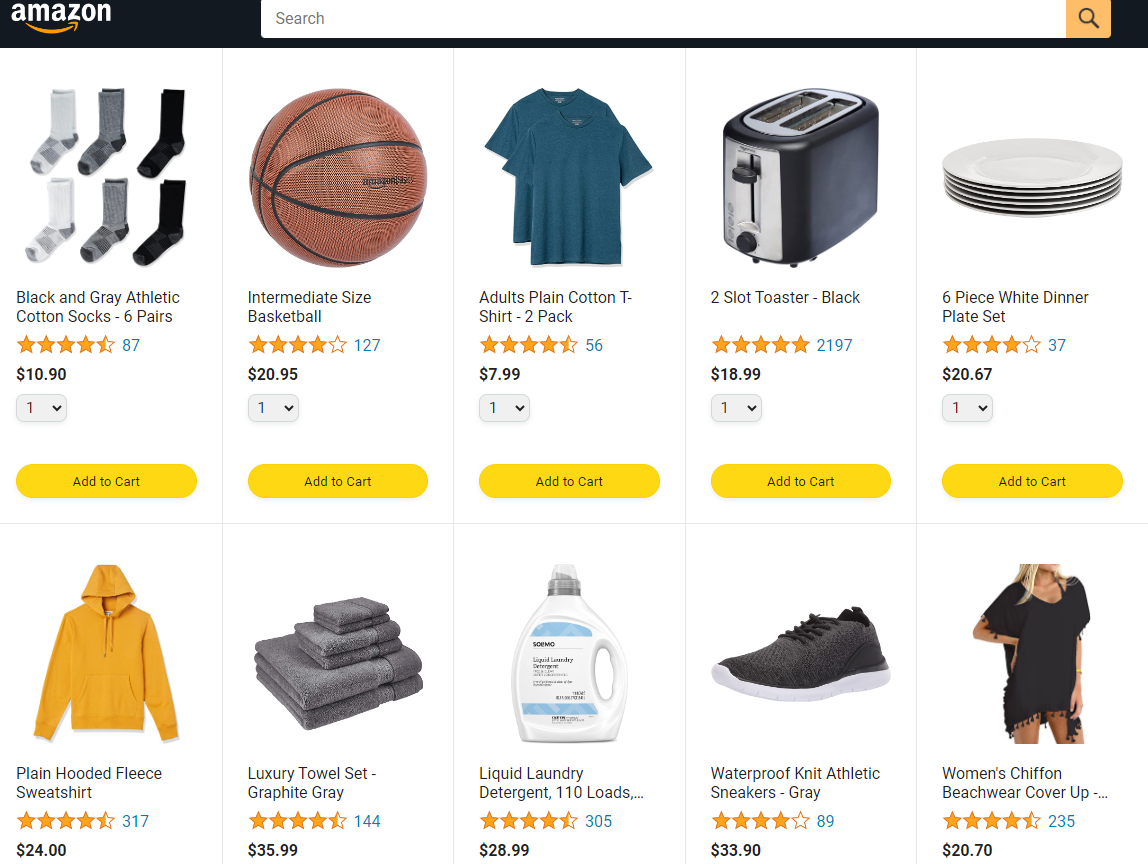 amazon
Search
Black and Gray Athletic
Cotton Socks - 6 Pairs
87
$10.90
1
Add to Cart
Intermediate Size
Basketball
127
$20.95
1
Add to Cart
Adults Plain Cotton T-
Shirt - 2 Pack
56
$7.99
1
Add to Cart
2 Slot Toaster - Black
2197
$18.99
1
Add to Cart
6 Piece White Dinner
Plate Set
37
$20.67
1
Add to Cart
Plain Hooded Fleece
Sweatshirt
317
$24.00
Luxury Towel Set -
Graphite Gray
144
$35.99
SOLIMO
Liquid Laundry
Detergent
Liquid Laundry
Detergent, 110 Loads,...
305
$28.99
Waterproof Knit Athletic
Sneakers - Gray
89
$33.90
Women's Chiffon
Beachwear Cover Up -...
235
$20.70